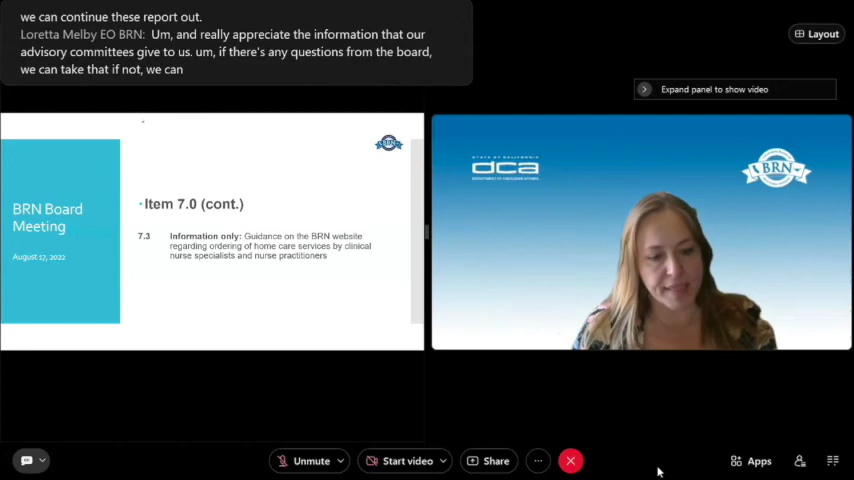 we can continue these report out.
Loretta Melby EO BRN: Um, and really appreciate the information that our
advisory committees give to us. um, if there's any questions from the board,
we can take that if not, we can
Layout
Expand panel to show video
BRN
BRN Board
Meeting
August 17, 2022
Item 7.0 (cont.)
7.3 Information only: Guidance on the BRN website
regarding ordering of home care services by clinical
nurse specialists and nurse practitioners
STATE OF CALIFORNIA
dca
DEPARTMENT OF CONSUMER AFFAIRS
BRN
Unmute
Start video
Share
Apps